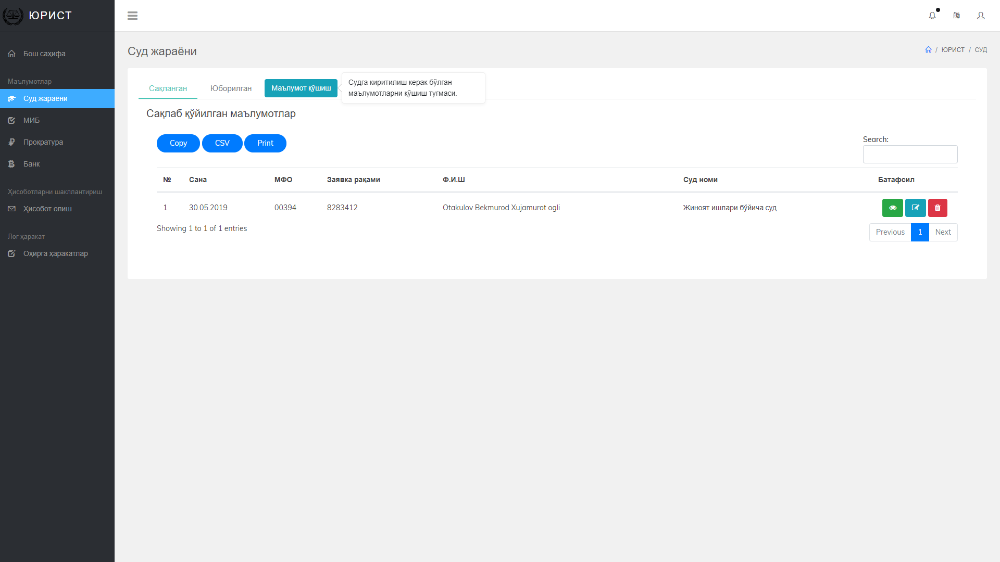 ЮРИСТ
Бош саҳифа
Маълумотлар
Суд жараёни
МИБ
Прократура
Банк
Ҳисоботларни шакллантириш
Ҳисобот олиш
Лог ҳаракат
Оҳирга ҳаракатлар
Суд жараёни
/ ЮРИСТ / СУД
Сақланган Юборилган Маълумот қўшиш
Судга киритилиш керак бўлган
маълумотларни қўшиш тугмаси.
Сақлаб қўйилган маълумотлар
Copy CSV Print
Search:
№ Сана МФО Заявка рақами Ф.И.Ш Суд номи Батафсил
1 30.05.2019 00394 8283412 Otakulov Bekmurod Xujamurot ogli Жиноят ишлари бўйича суд
Showing 1 to 1 of 1 entries
Previous 1 Next